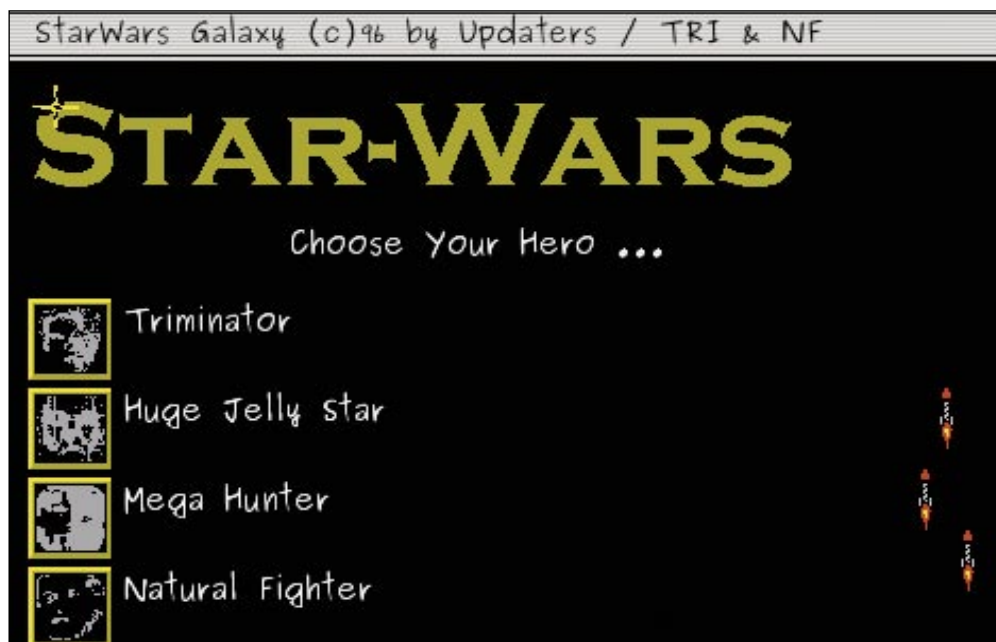 StarWars Galaxy (c)96 by Updaters / TRI & NF
STAR-WARS
Choose Your Hero ...
Triminator
Huge Jelly Star
Mega Hunter
Natural Fighter